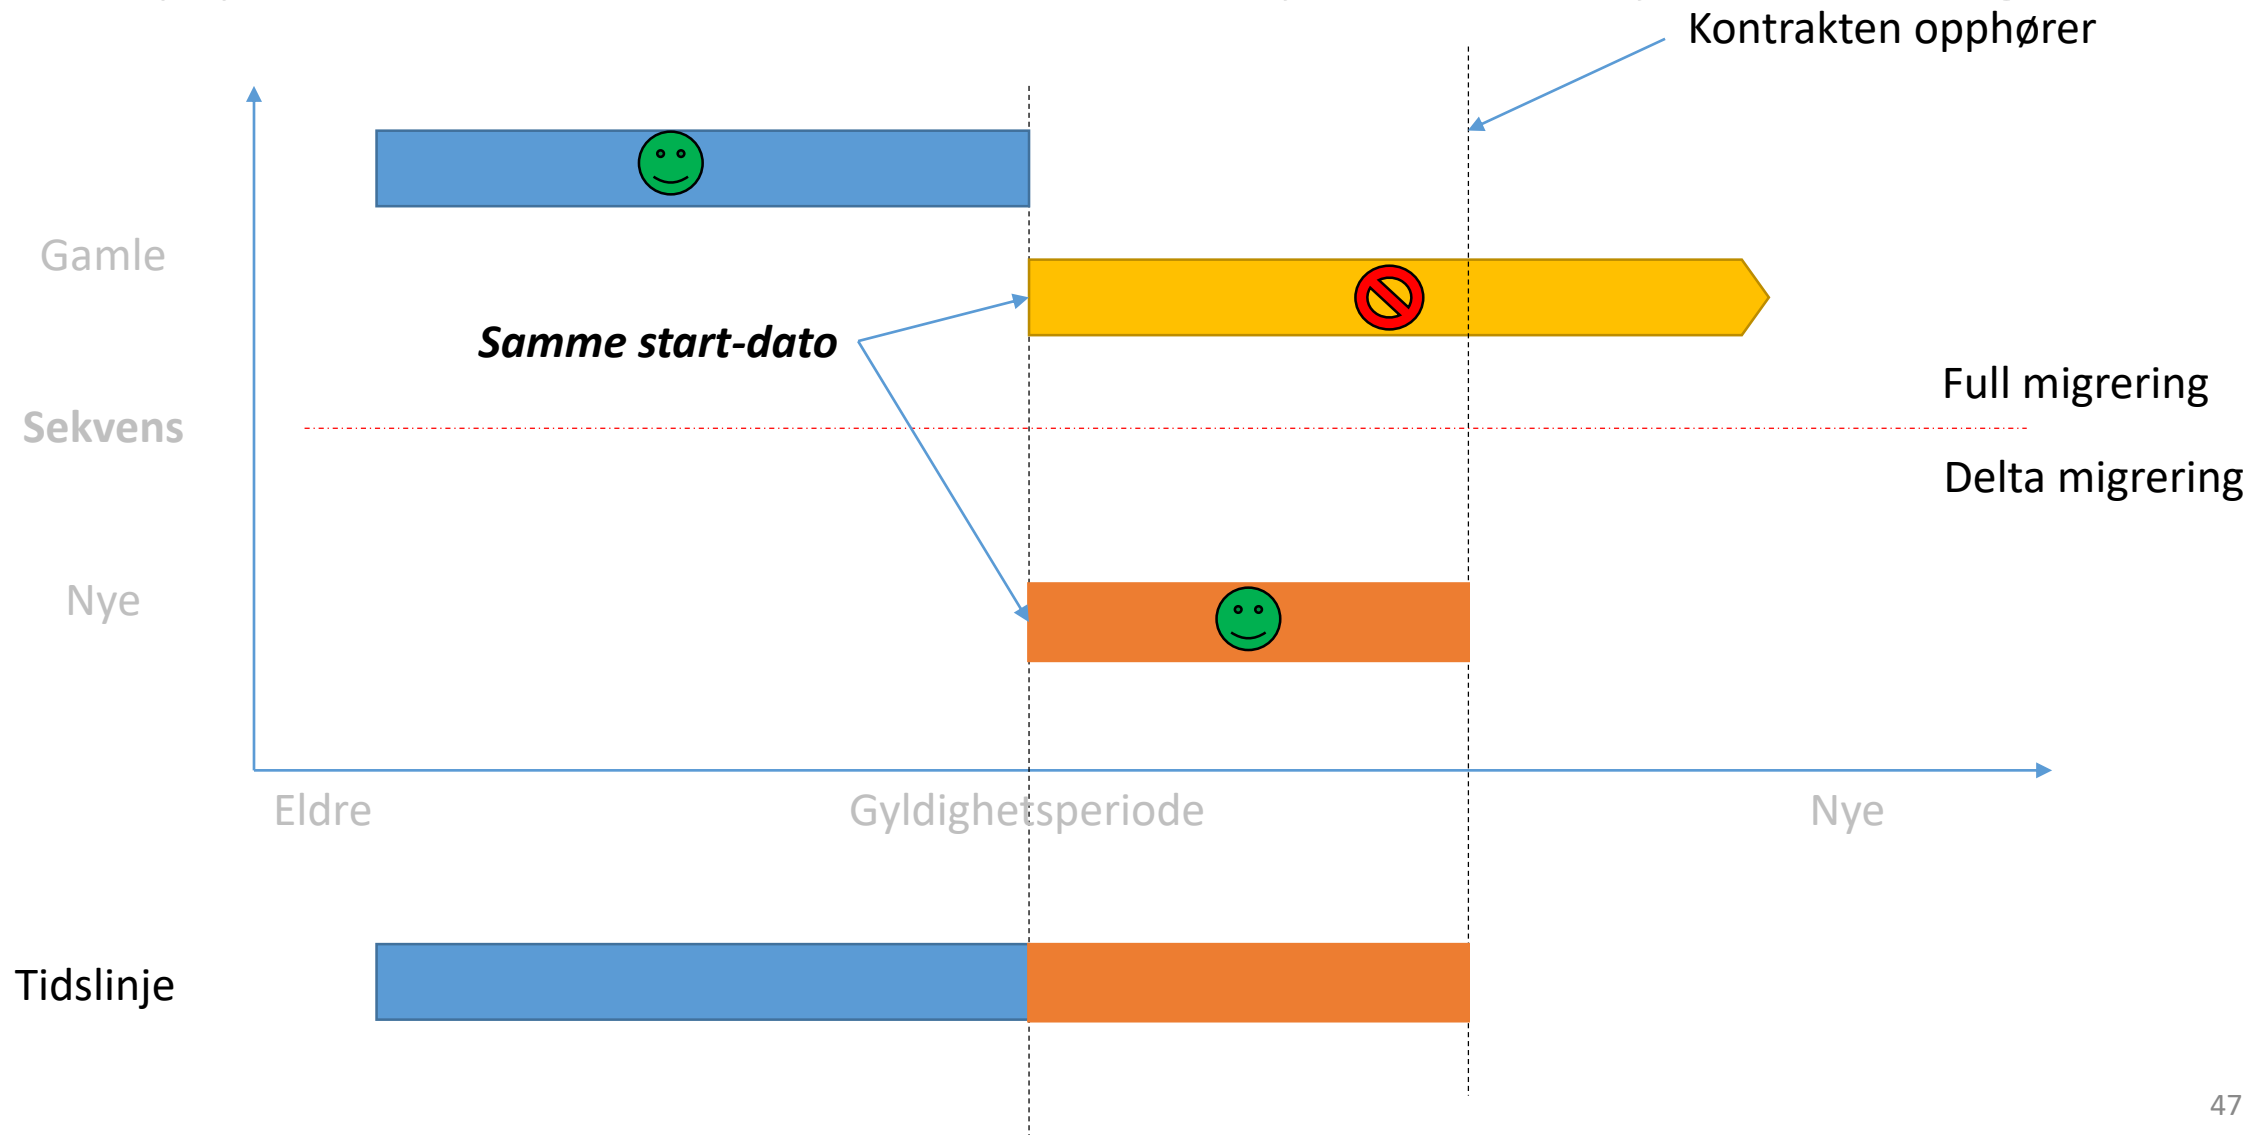 Kontrakten opphører
Gamle
Samme start-dato
Full migrering
Sekvens
Delta migrering
Nye
Eldre
Gyldighetsperiode
Nye
Tidslinje
47